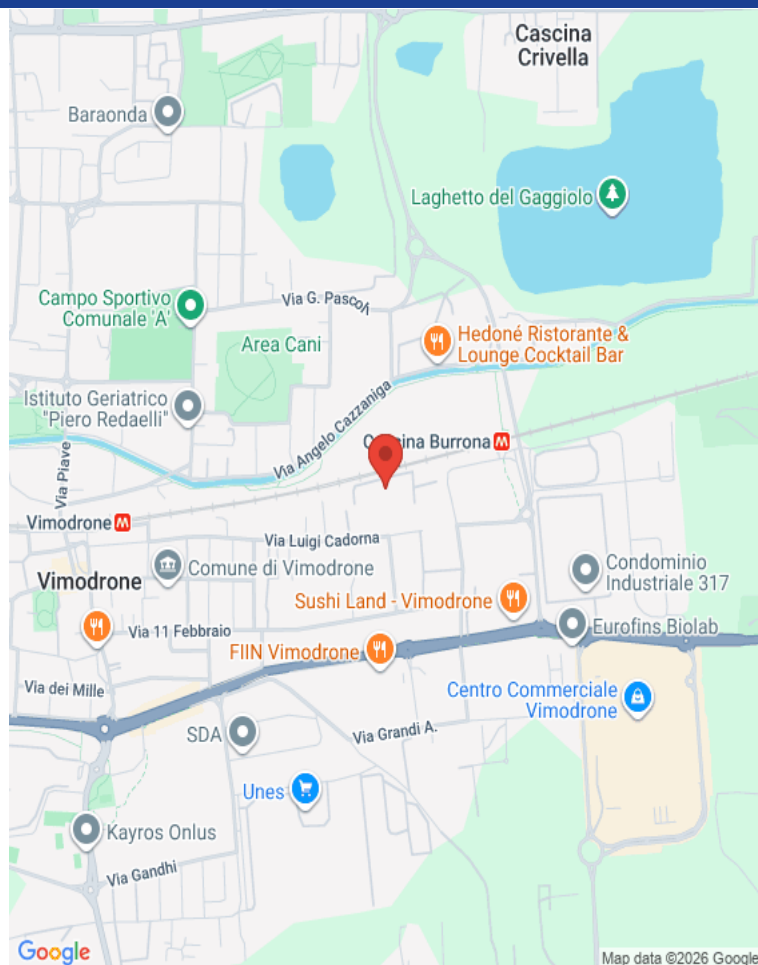 Cascina
Crivella
Baraonda
Laghetto del Gaggiolo
Via G. Pascoli
Campo Sportivo
Comunale 'A'
Area Cani
Hedoné Ristorante &
Lounge Cocktail Bar
Istituto Geriatrico
"Piero Redaelli"
Via Angelo Cazzaniga
Burrona
M
Via Piave
Vimodrone
M
Via Luigi Cadorna
Comune di Vimodrone
Condominio
Industriale 317
Vimodrone
Sushi Land - Vimodrone
Via 11 Febbraio
Eurofins Biolab
FIIN Vimodrone
Via dei Mille
Centro Commerciale
Vimodrone
SDA
Via Grandi A.
Unes
Kayros Onlus
Via Gandhi
Google
Map data ©2026 Google